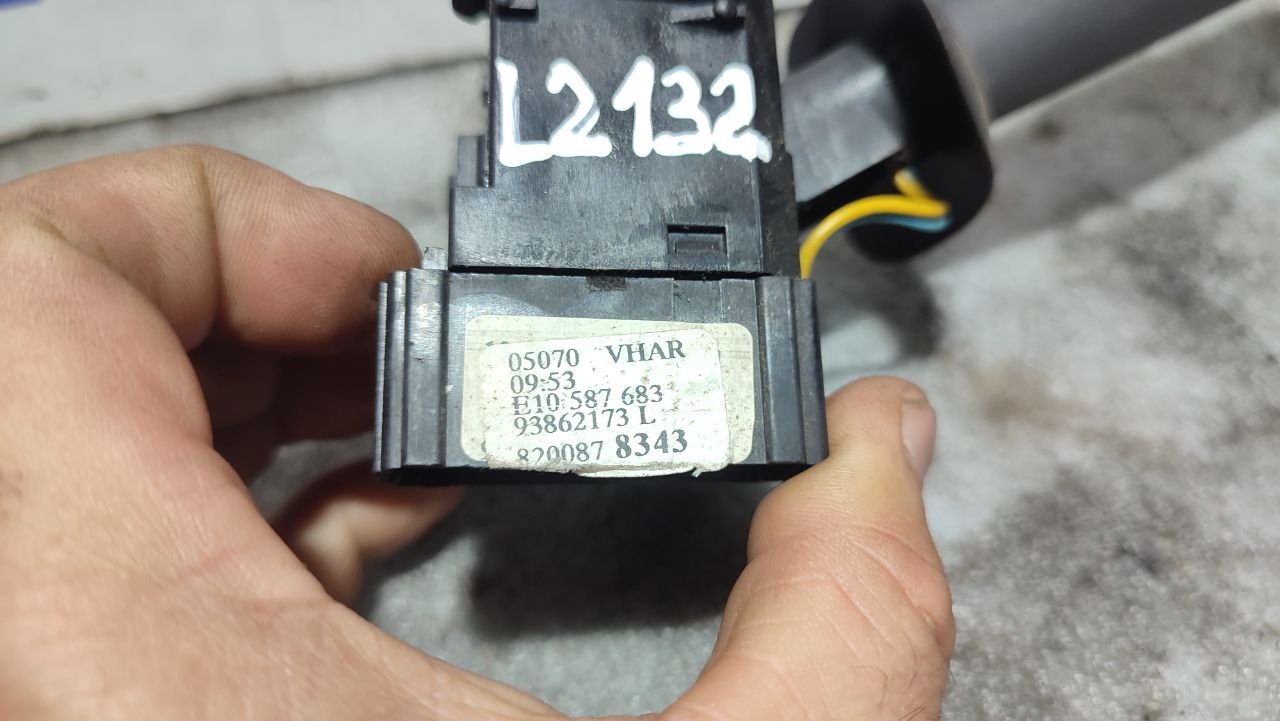 L2132
05070 VHAR
09:53
E10 587 683
93862173 L
820087 8343